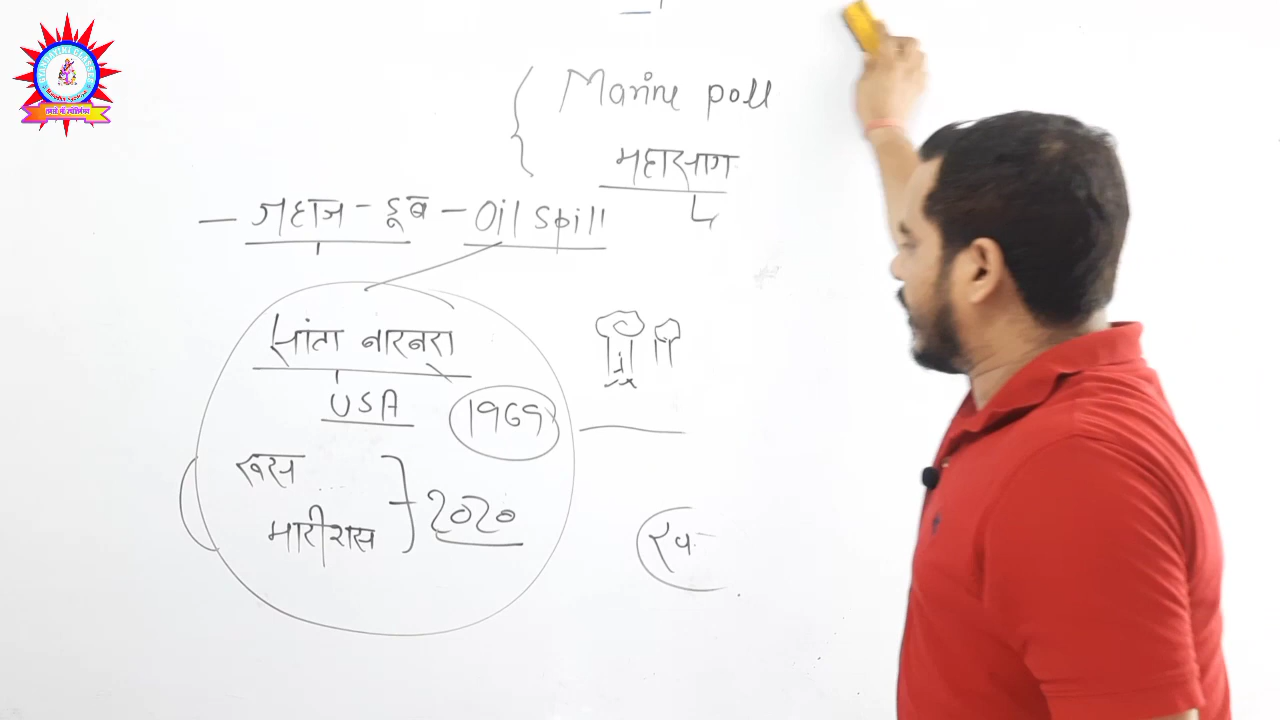 Marine poll
महासाग
— जहाज - डूब — Oil spill
सांता बारबरा
USA
1969
रूस
मारीशस
2020